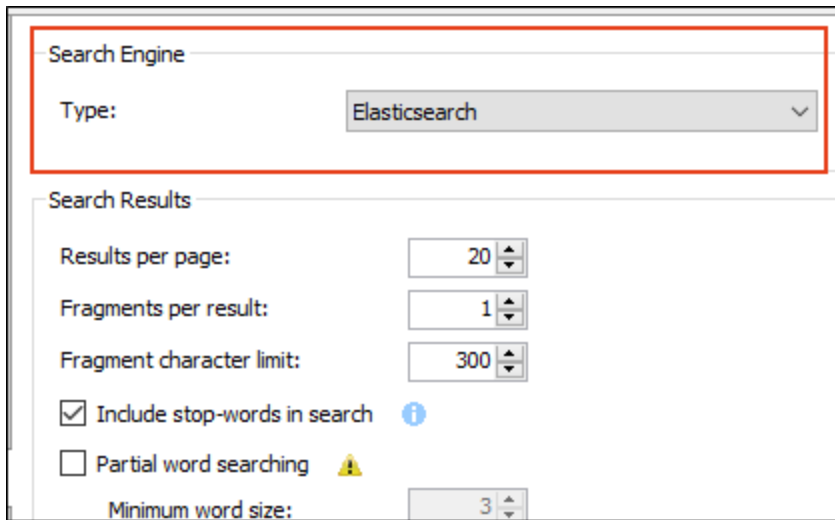 Search Engine
Type: Elasticsearch
Search Results
Results per page: 20
Fragments per result: 1
Fragment character limit: 300
Include stop-words in search
Partial word searching
Minimum word size: 3